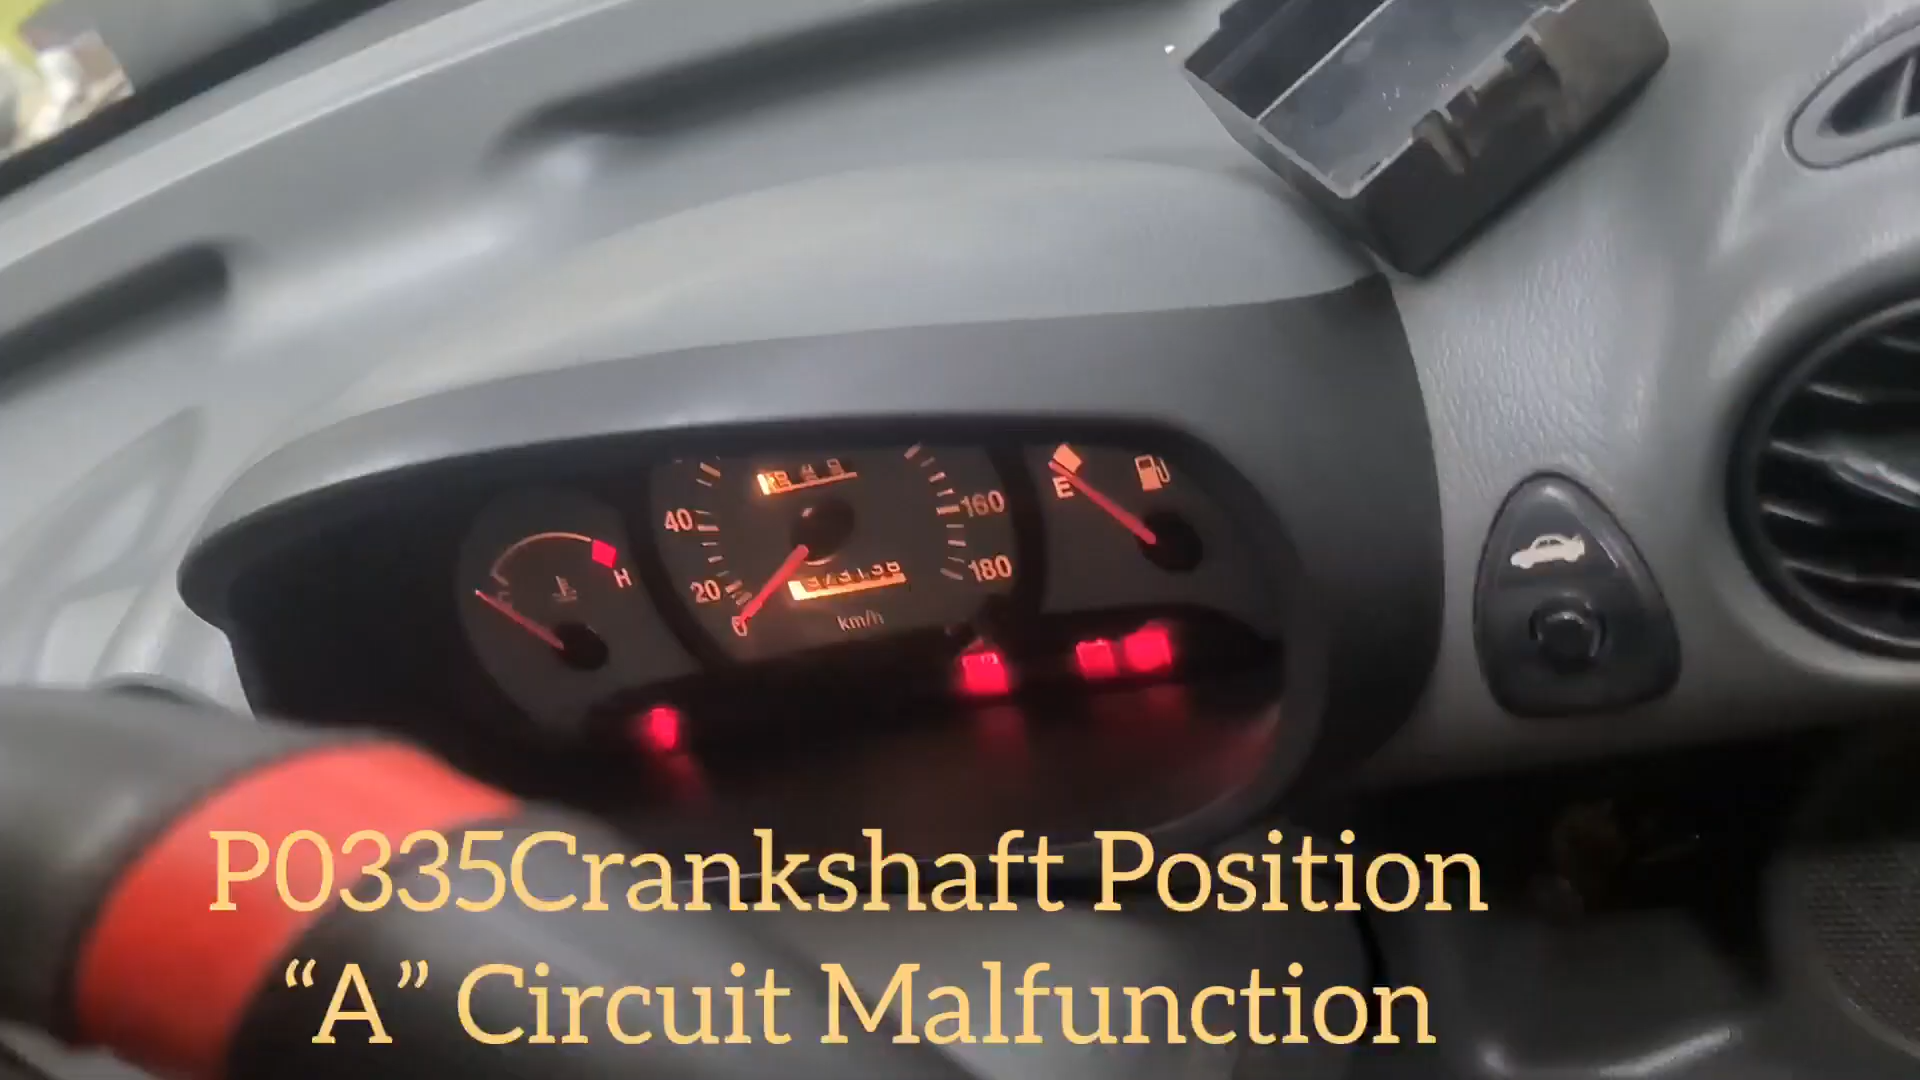 40
160
E
H
20
180
0
km/h
P0335Crankshaft Position
“A” Circuit Malfunction